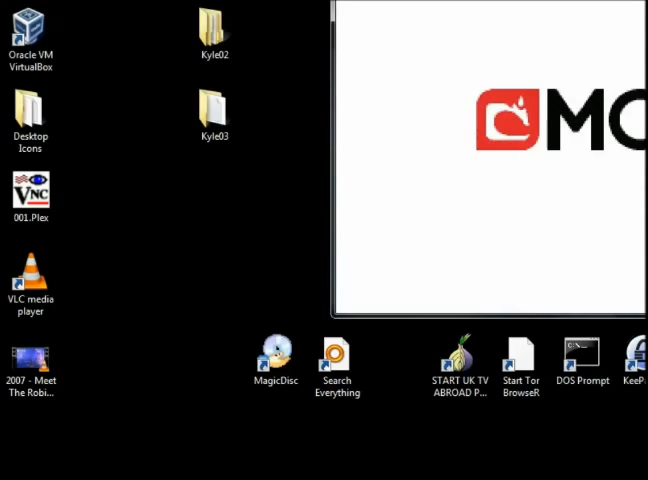 Oracle VM
VirtualBox
Kyle02
Desktop
Icons
Kyle03
VNC
001.Plex
VLC media
player
2007 - Meet
The Robi...
MagicDisc
Search
Everything
START UK TV
ABROAD P...
Start Tor
BrowseR
DOS Prompt
KeeP
MO
C:\_